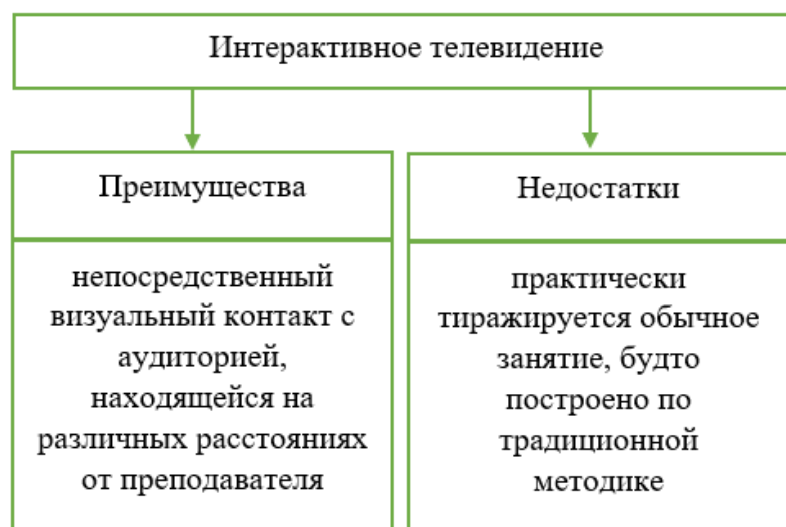 Интерактивное телевидение
Преимущества
непосредственный
визуальный контакт с
аудиторией,
находящейся на
различных расстояниях
от преподавателя
Недостатки
практически
тиражируется обычное
занятие, будто
построено по
традиционной
методике